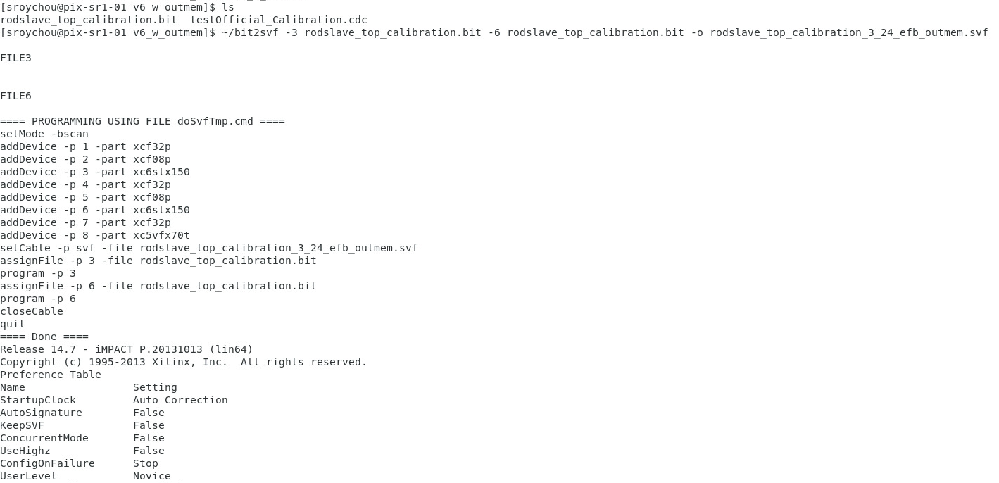 [sroychou@pix-sr1-01 v6_w_outmem]$ ls
rodslave_top_calibration.bit  testOfficial_Calibration.cdc
[sroychou@pix-sr1-01 v6_w_outmem]$ ~/bit2svf -3 rodslave_top_calibration.bit -6 rodslave_top_calibration.bit -o rodslave_top_calibration_3_24_efb_outmem.svf
FILE3
FILE6
==== PROGRAMMING USING FILE doSvfTmp.cmd ====
setMode -bscan
addDevice -p 1 -part xcf32p
addDevice -p 2 -part xcf08p
addDevice -p 3 -part xc6slx150
addDevice -p 4 -part xcf32p
addDevice -p 5 -part xcf08p
addDevice -p 6 -part xc6slx150
addDevice -p 7 -part xcf32p
addDevice -p 8 -part xc5vfx70t
setCable -p svf -file rodslave_top_calibration_3_24_efb_outmem.svf
assignFile -p 3 -file rodslave_top_calibration.bit
program -p 3
assignFile -p 6 -file rodslave_top_calibration.bit
program -p 6
closeCable
quit
==== Done ====
Release 14.7 - iMPACT P.20131013 (lin64)
Copyright (c) 1995-2013 Xilinx, Inc.  All rights reserved.
Preference Table
Name                 Setting
StartupClock         Auto_Correction
AutoSignature        False
KeepSVF              False
ConcurrentMode       False
UseHighz             False
ConfigOnFailure      Stop
UserLevel            Novice